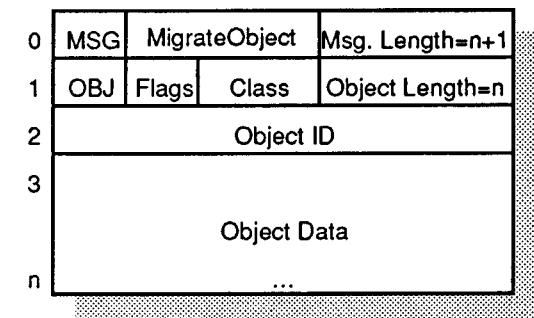 0 MSG MigrateObject Msg. Length=n+1
1 OBJ Flags Class Object Length=n
2 Object ID
3
Object Data
n ...